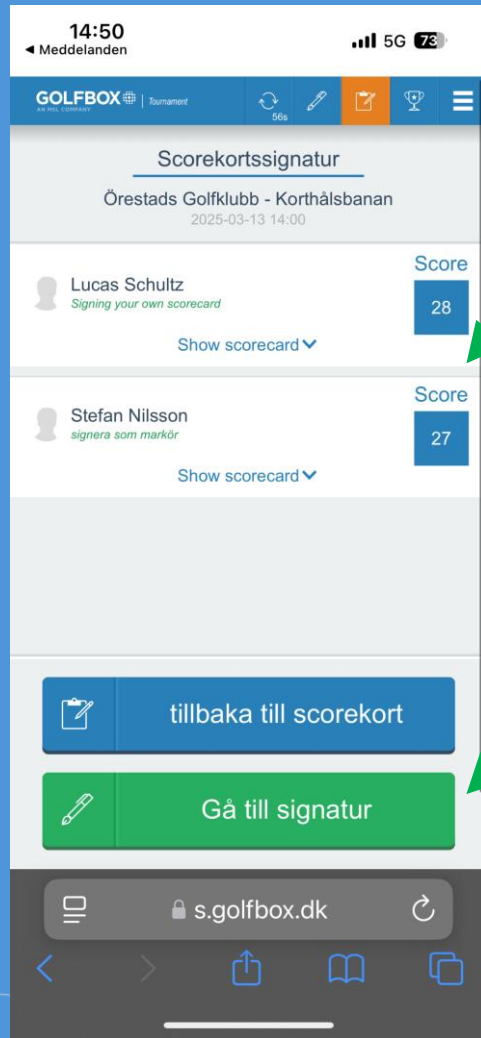 14:50
◀ Meddelanden
5G 73
GOLFBOX | Tournament
AN MSL COMPANY
56s
Scorekortssignatur
Örestads Golfklubb - Korthålsbanan
2025-03-13 14:00
Score
Lucas Schultz
Signing your own scorecard
28
Show scorecard
Score
Stefan Nilsson
signera som markör
27
Show scorecard
tillbaka till scorekort
Gå till signatur
s.golfbox.dk